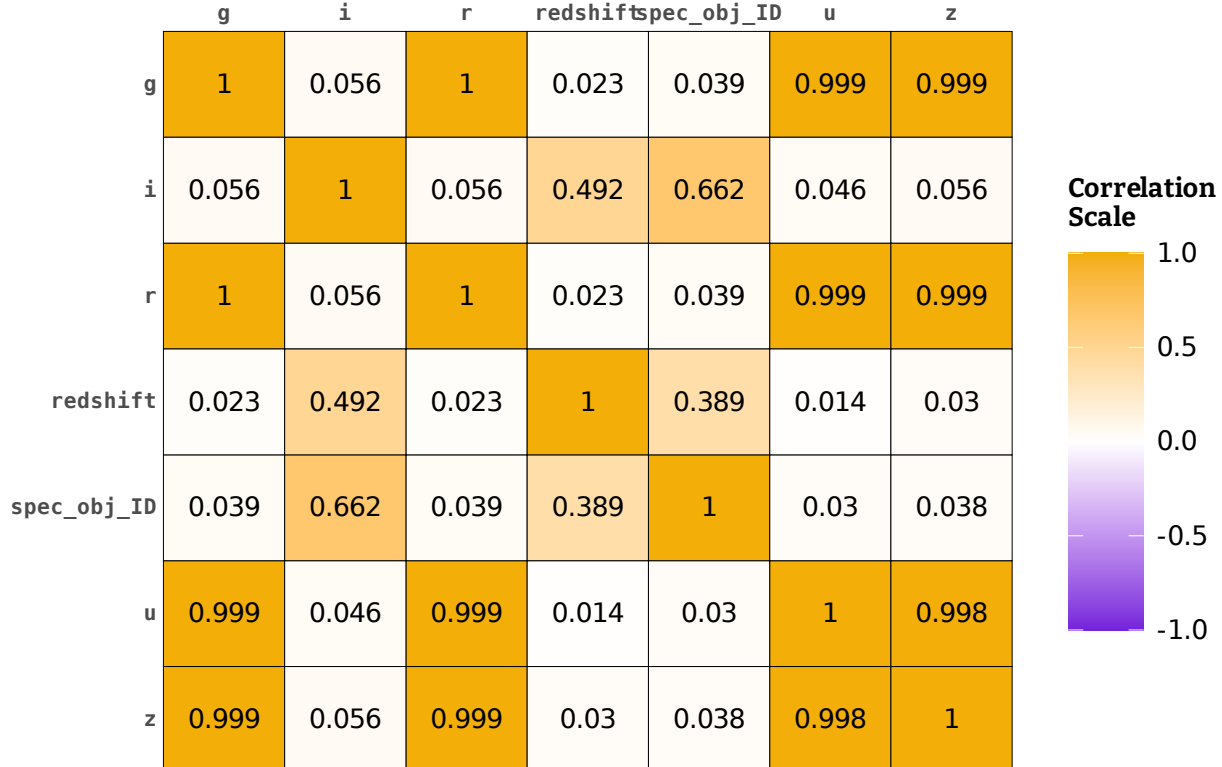 g i r redshift spec_obj_ID u z
g 1 0.056 1 0.023 0.039 0.999 0.999
i 0.056 1 0.056 0.492 0.662 0.046 0.056
r 1 0.056 1 0.023 0.039 0.999 0.999
redshift 0.023 0.492 0.023 1 0.389 0.014 0.03
spec_obj_ID 0.039 0.662 0.039 0.389 1 0.03 0.038
u 0.999 0.046 0.999 0.014 0.03 1 0.998
z 0.999 0.056 0.999 0.03 0.038 0.998 1
Correlation
Scale
1.0
0.5
0.0
-0.5
-1.0